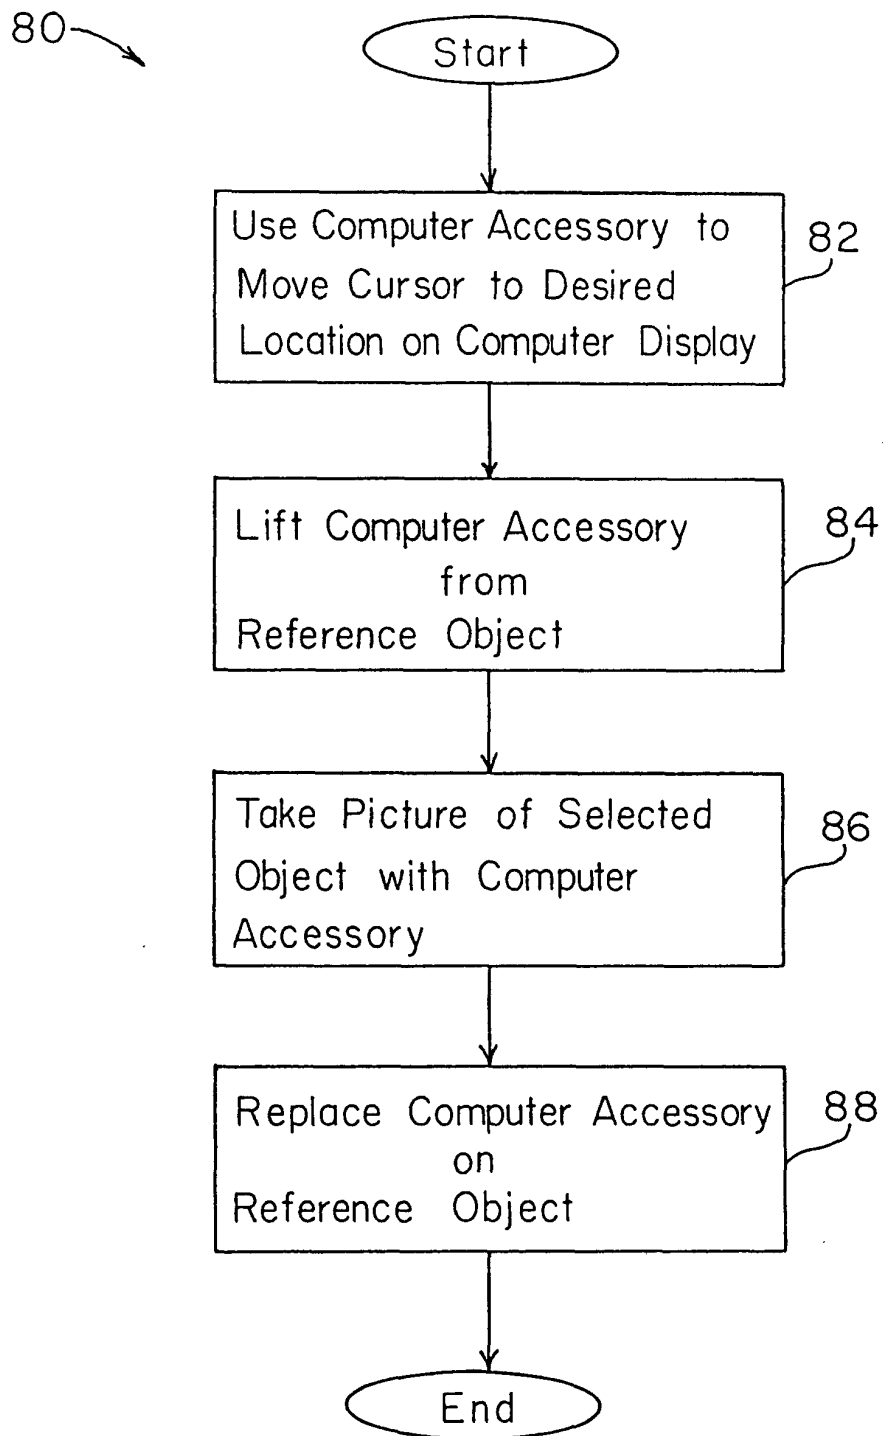 80
Start
Use Computer Accessory to
Move Cursor to Desired
Location on Computer Display
82
Lift Computer Accessory
from
Reference Object
84
Take Picture of Selected
Object with Computer
Accessory
86
Replace Computer Accessory
on
Reference Object
88
End